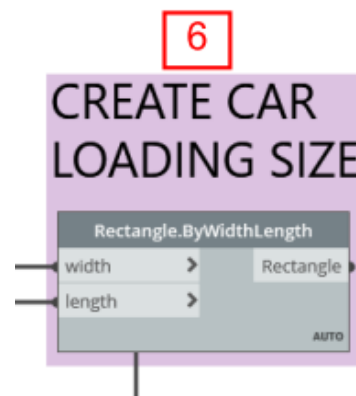 6
CREATE CAR
LOADING SIZE
Rectangle.ByWidthLength
width > Rectangle
length >
AUTO